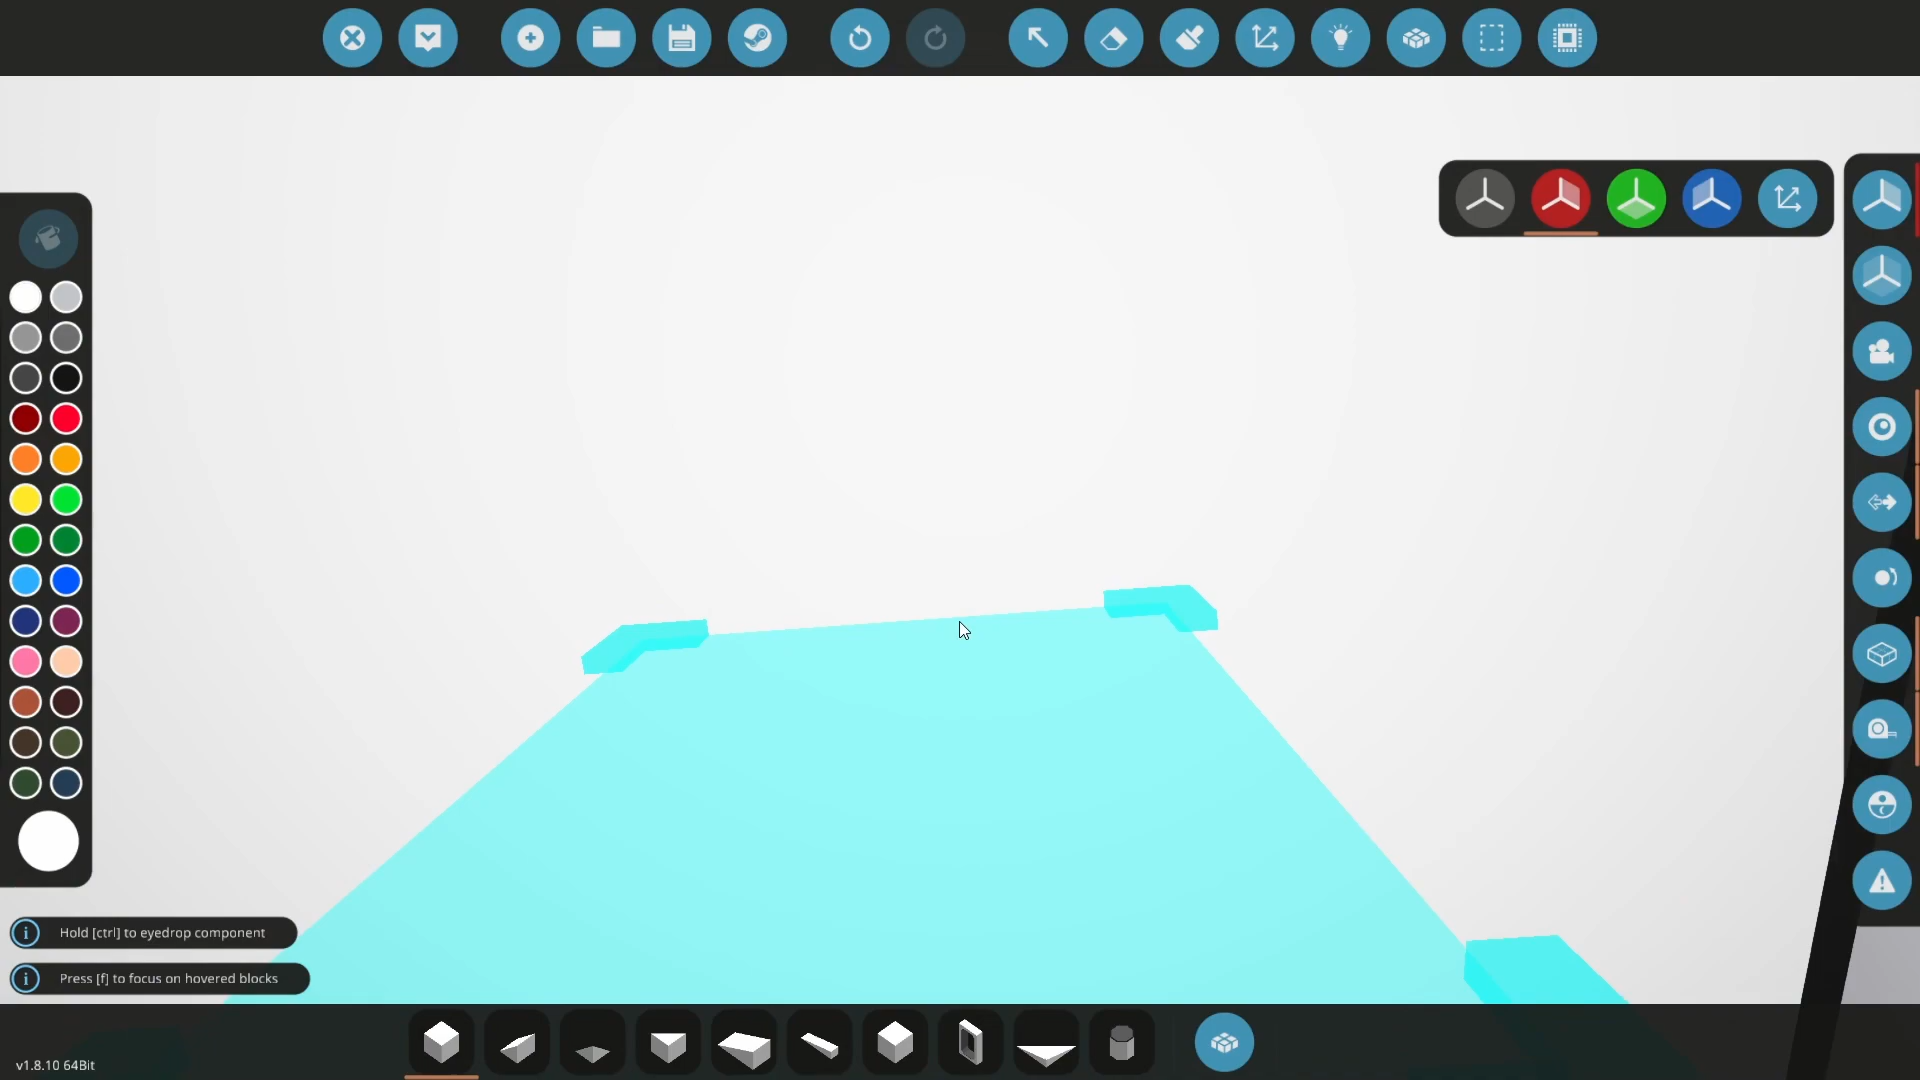 Hold [ctrl] to eyedrop component
Press [f] to focus on hovered blocks
v1.8.10 64Bit